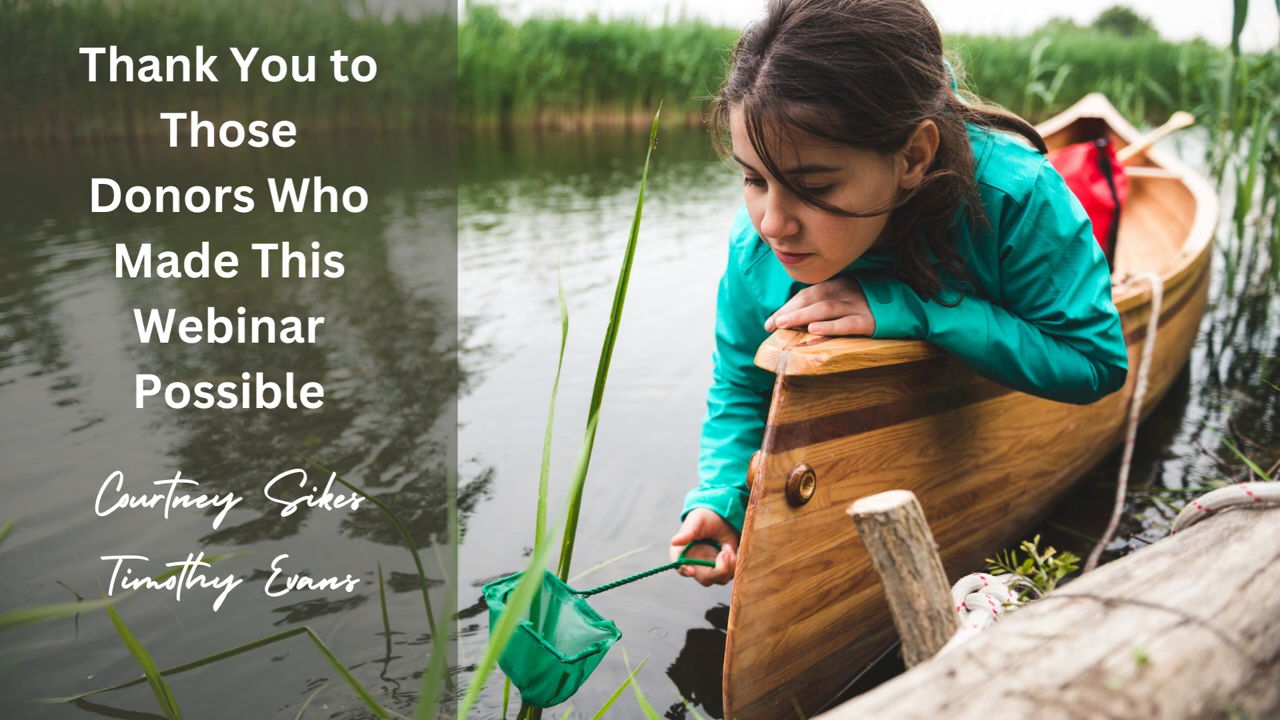 Thank You to
Those
Donors Who
Made This
Webinar
Possible
Courtney Sikes
Timothy Evans